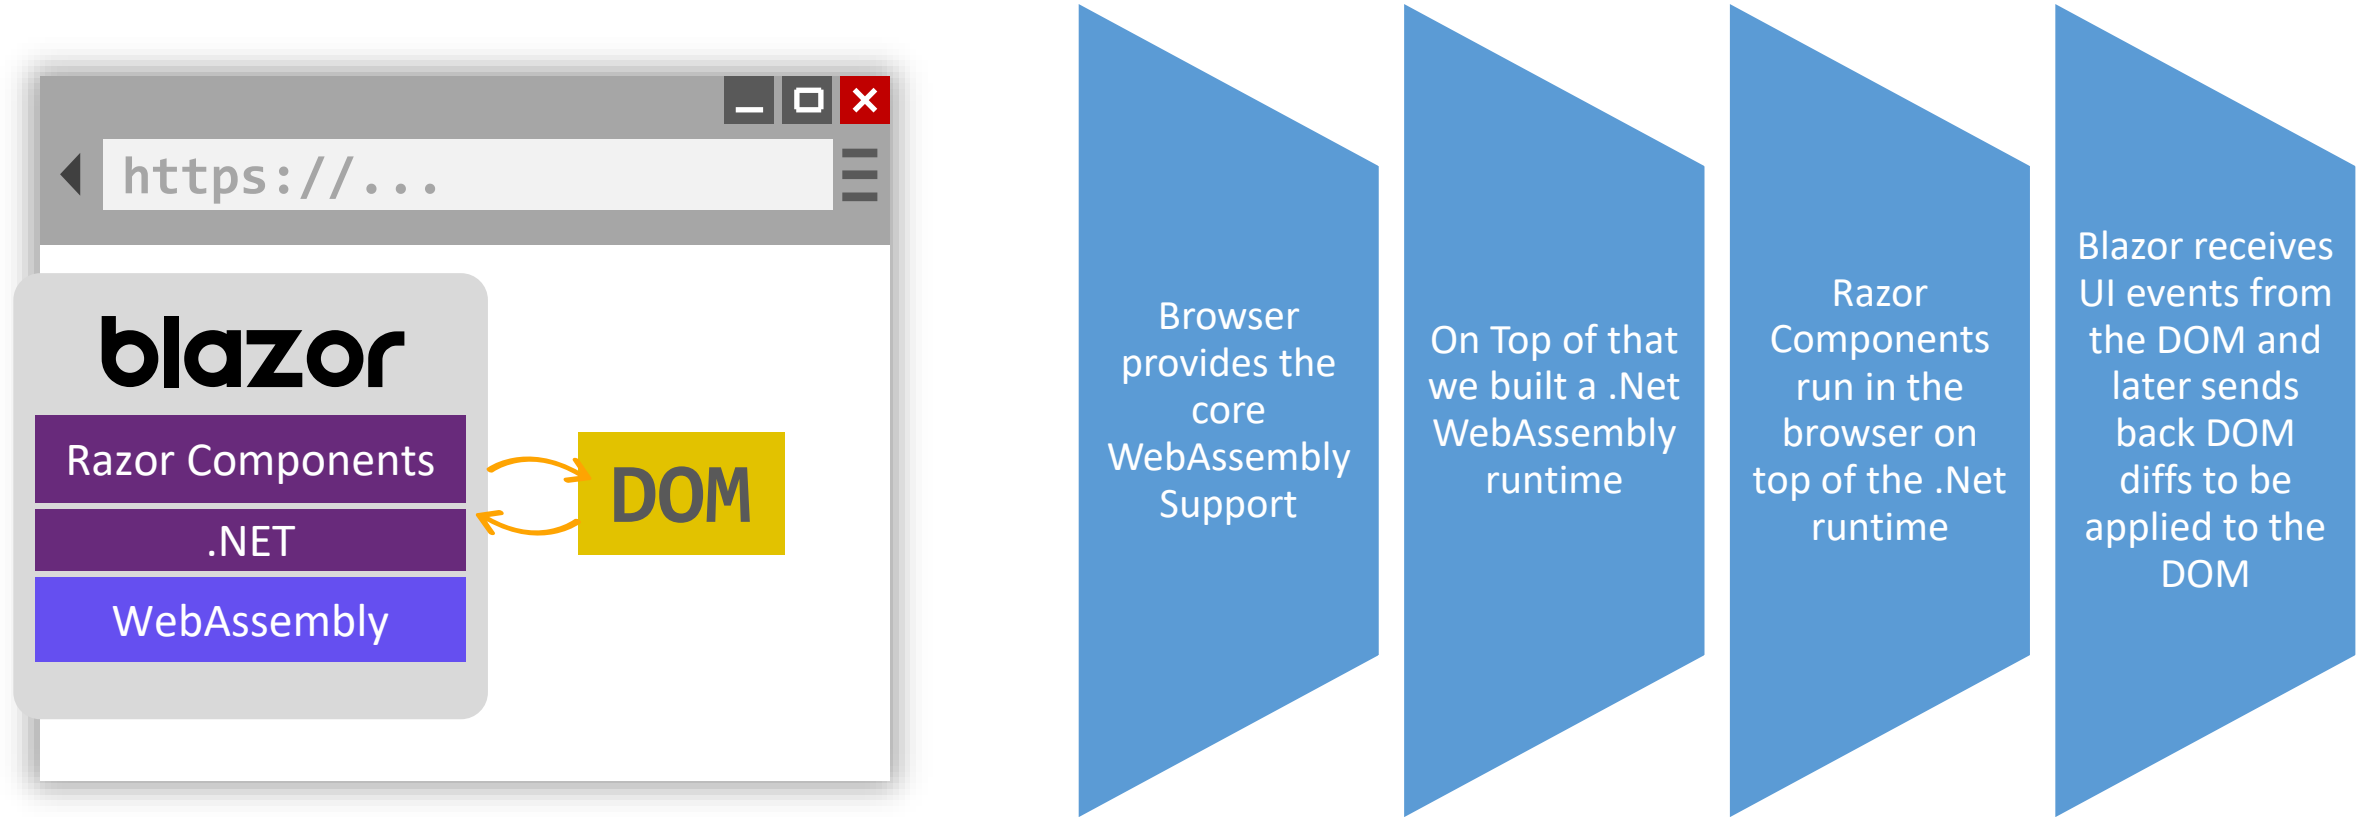 https://...
blazor
Razor Components
.NET
WebAssembly
DOM
Browser
provides the
core
WebAssembly
Support
On Top of that
we built a .Net
WebAssembly
runtime
Razor
Components
run in the
browser on
top of the .Net
runtime
Blazor receives
UI events from
the DOM and
later sends
back DOM
diffs to be
applied to the
DOM